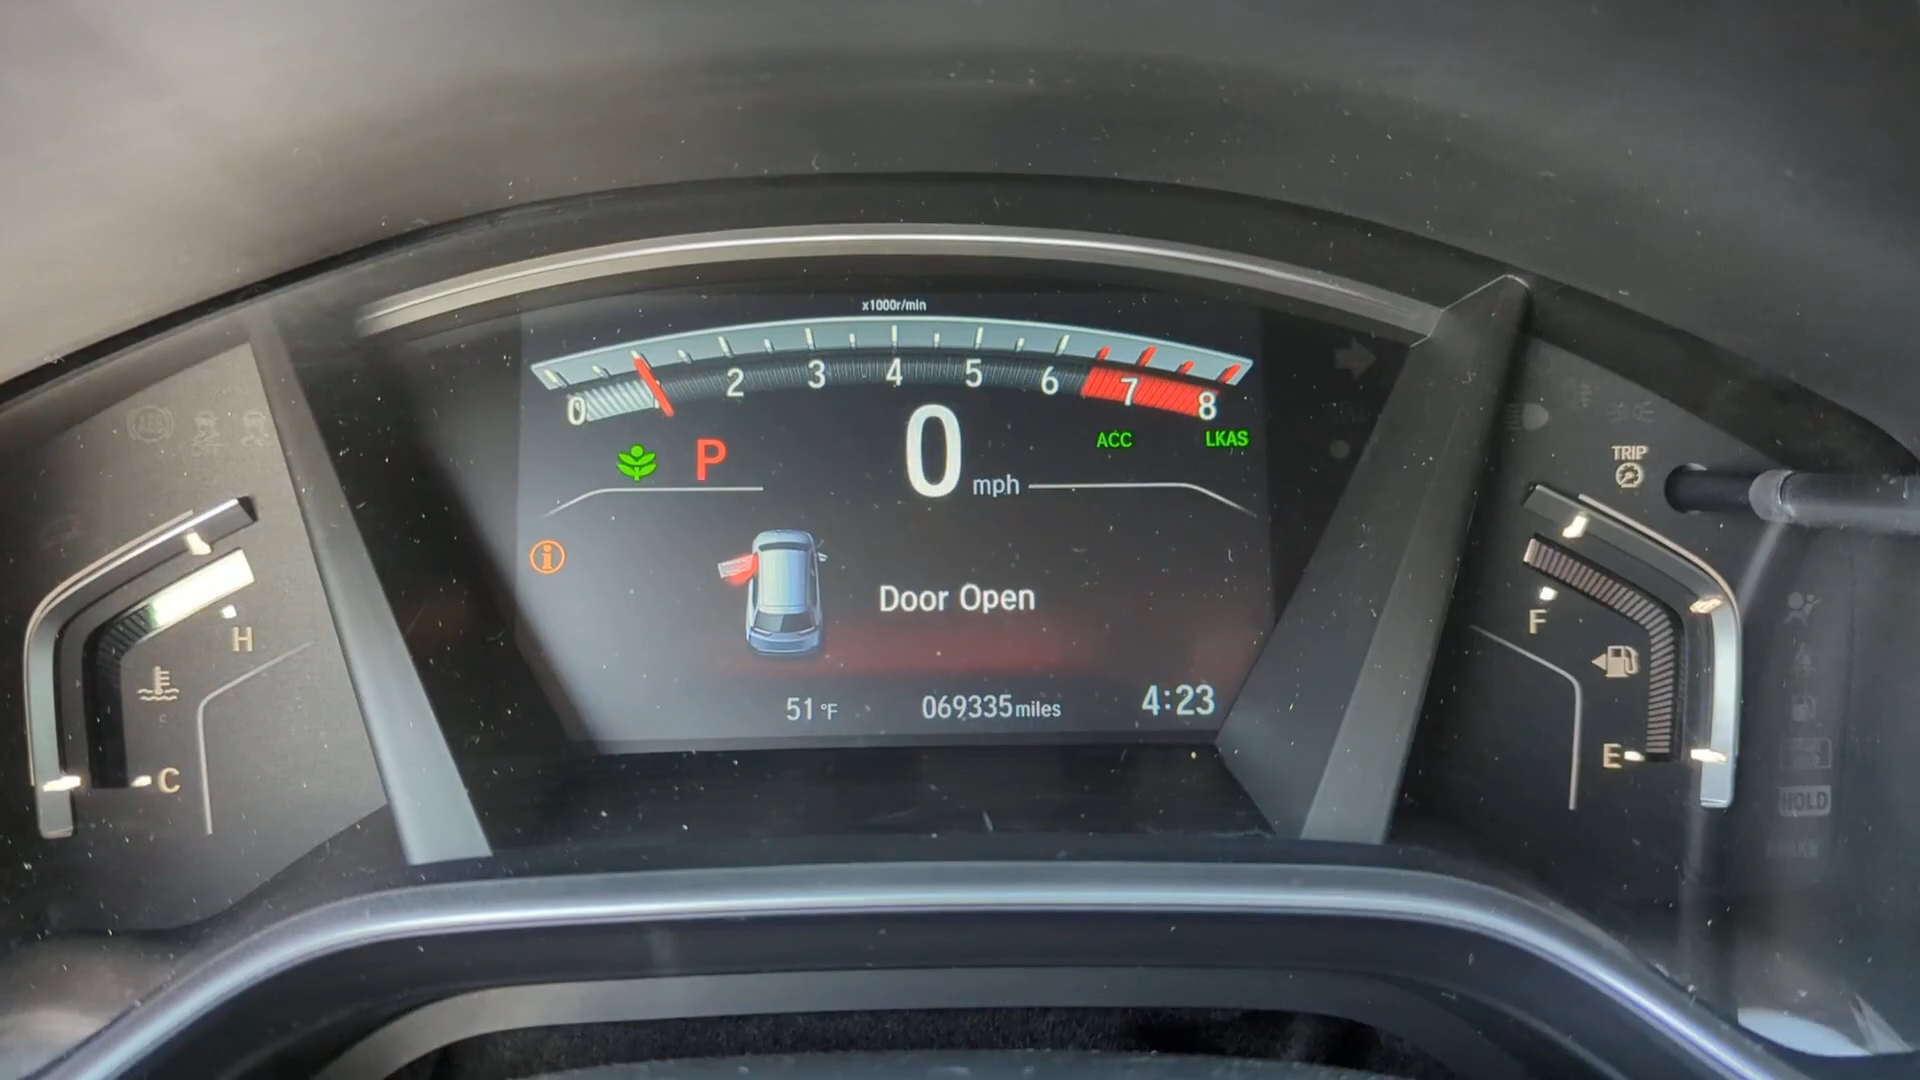 x1000r/min
0 2 3 4 5 6 7 8
P
0 mph
ACC
LKAS
ABS
TRIP
H
C
F
E
Door Open
51 °F
069335 miles
4:23
HOLD